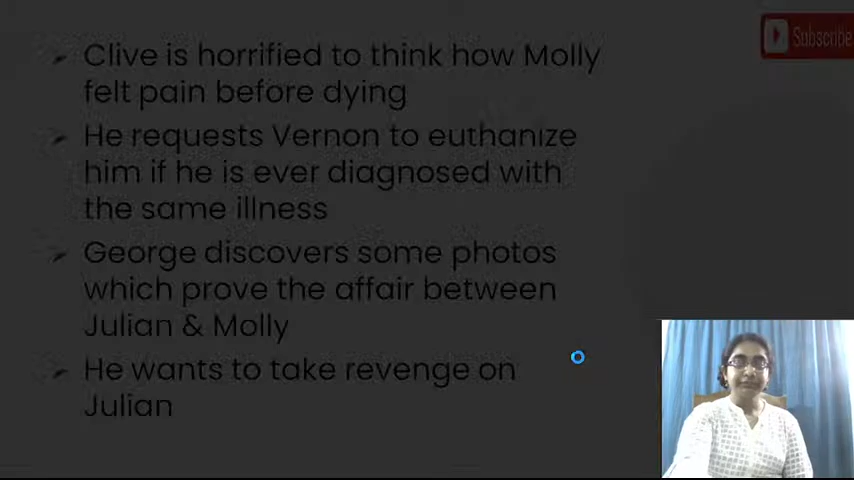 Clive is horrified to think how Molly
felt pain before dying
He requests Vernon to euthanize
him if he is ever diagnosed with
the same illness
George discovers some photos
which prove the affair between
Julian & Molly
He wants to take revenge on
Julian
Subscribe